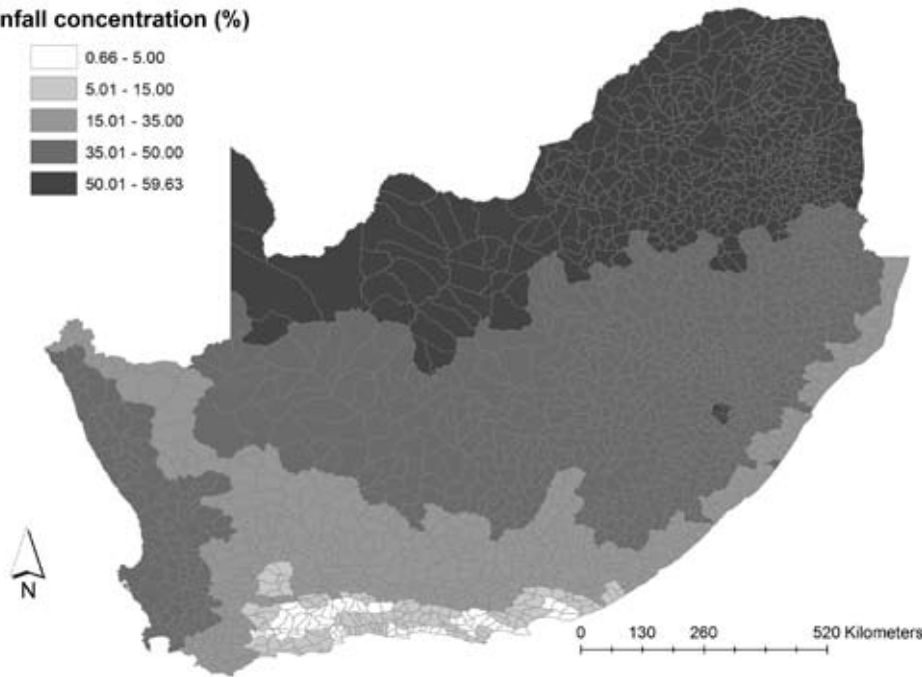 nfall concentration (%)
0.66 - 5.00
5.01 - 15.00
15.01 - 35.00
35.01 - 50.00
50.01 - 59.63
N
0 130 260 520 Kilometers